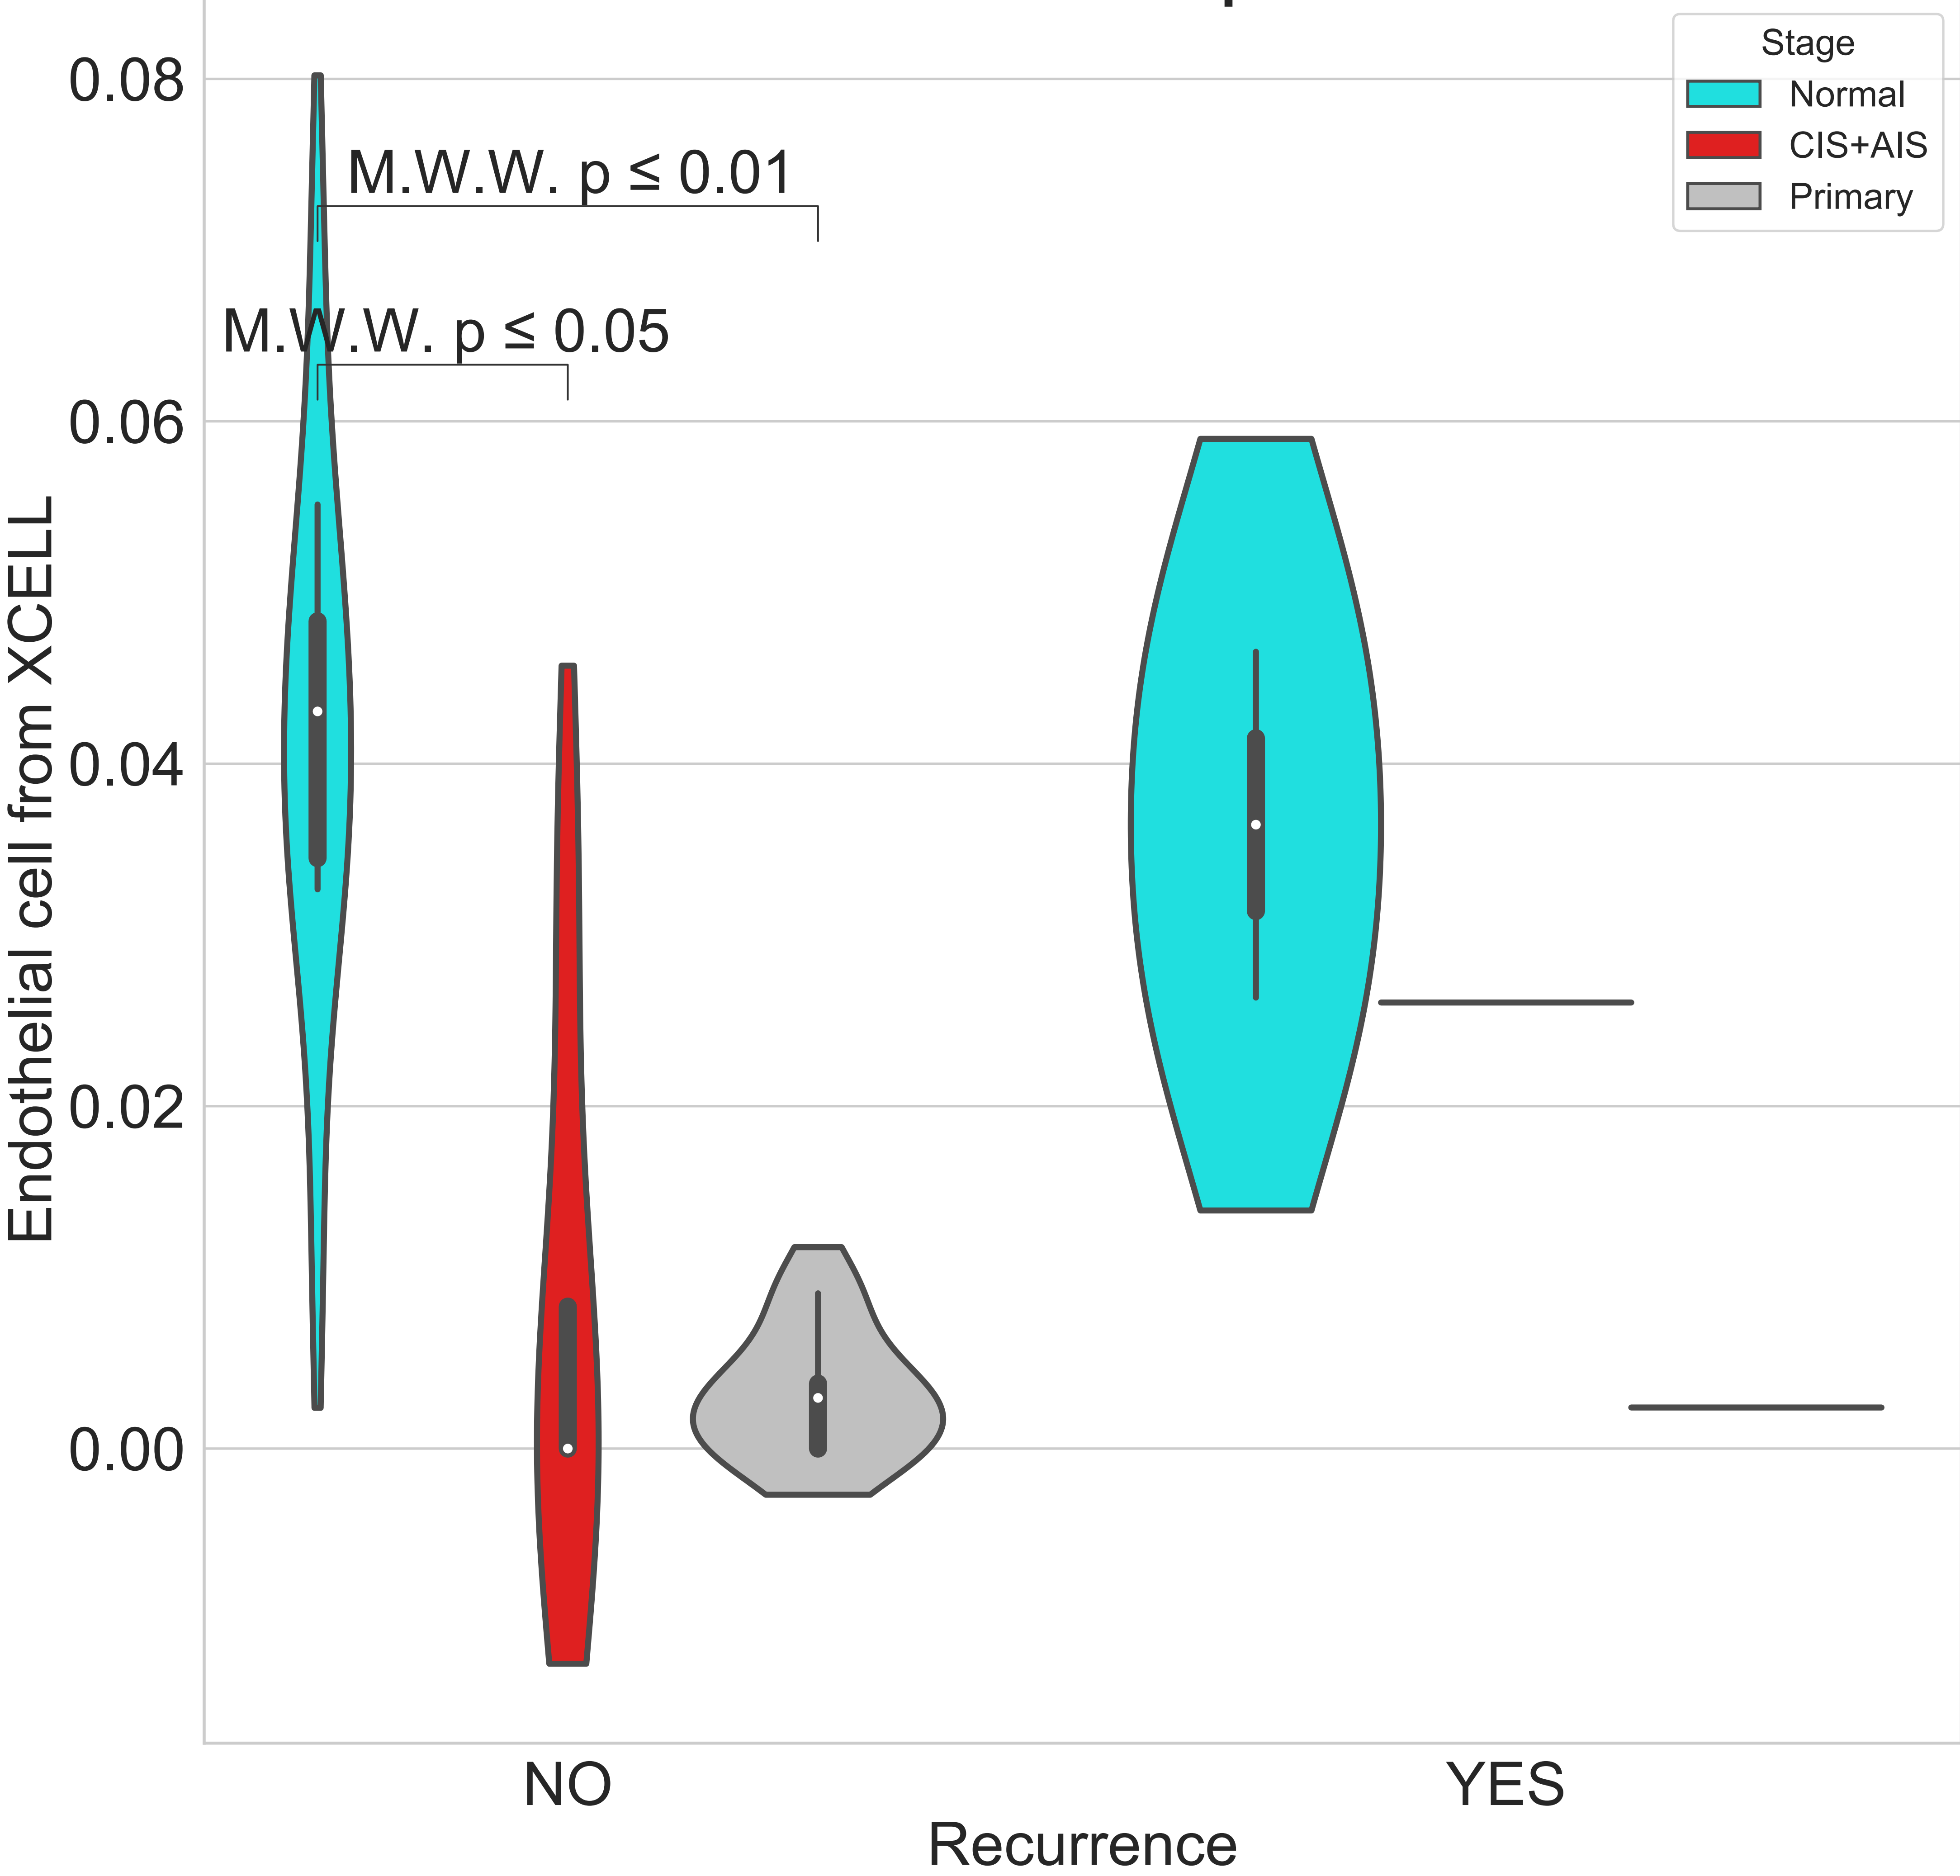 Stage
Normal
CIS+AIS
Primary
M.W.W. p ≤ 0.01
M.W.W. p ≤ 0.05
0.08
0.06
0.04
0.02
0.00
Endothelial cell from XCELL
NO
YES
Recurrence